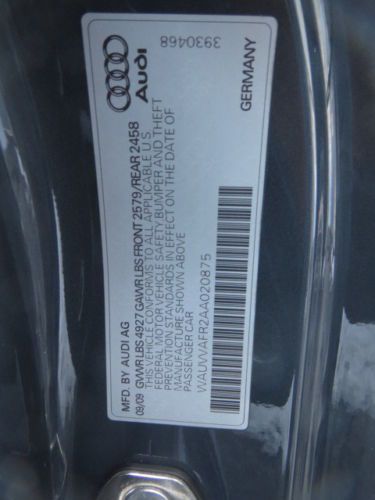 Audi
3930468
GERMANY
MFD. BY AUDI AG
09/09 GVWR LBS 4927 GAWR LBS FRONT 2579/REAR 2458
THIS VEHICLE CONFORMS TO ALL APPLICABLE U.S.
FEDERAL MOTOR VEHICLE SAFETY BUMPER AND THEFT
PREVENTION STANDARDS IN EFFECT ON THE DATE OF
MANUFACTURE SHOWN ABOVE
PASSENGER CAR
WAUVVAFR2AA020875